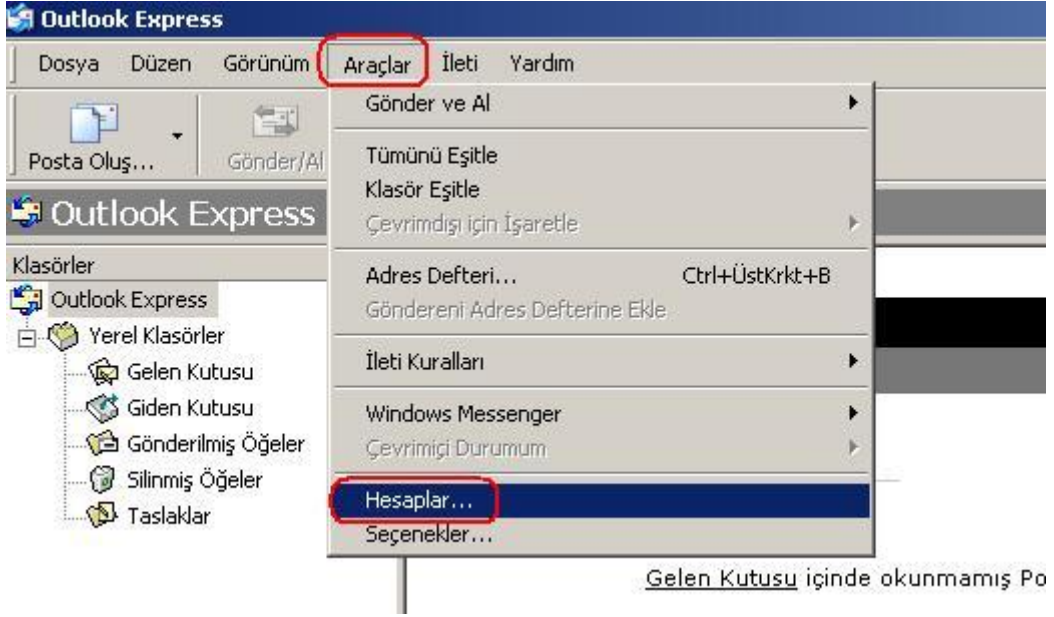 Outlook Express
Dosya Düzen Görünüm Araçlar İleti Yardım
Posta Oluş... Gönder/Al
Gönder ve Al
Tümünü Eşitle
Klasör Eşitle
Çevrimdışı için İşaretle
Adres Defteri... Ctrl+ÜstKrkt+B
Göndereni Adres Defterine Ekle
İleti Kuralları
Windows Messenger
Çevrimiçi Durumum
Hesaplar...
Seçenekler...
Outlook Express
Klasörler
Outlook Express
Yerel Klasörler
Gelen Kutusu
Giden Kutusu
Gönderilmiş Öğeler
Silinmiş Öğeler
Taslaklar
Gelen Kutusu içinde okunmamış Po